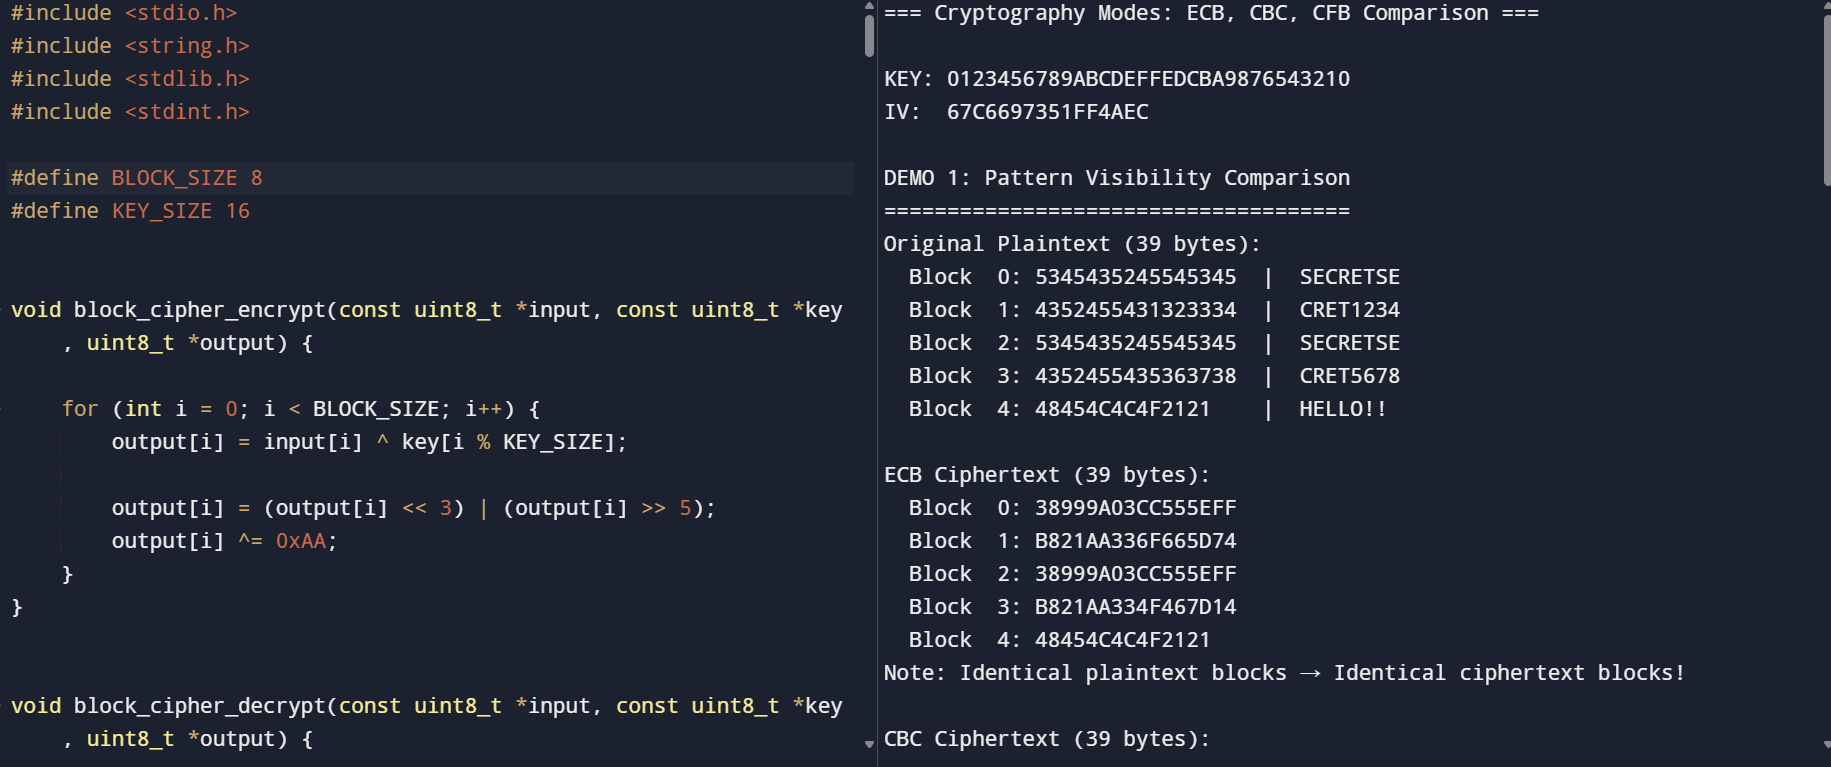 #include <stdio.h>
#include <string.h>
#include <stdlib.h>
#include <stdint.h>
#define BLOCK_SIZE 8
#define KEY_SIZE 16
void block_cipher_encrypt(const uint8_t *input, const uint8_t *key
, uint8_t *output) {
for (int i = 0; i < BLOCK_SIZE; i++) {
output[i] = input[i] ^ key[i % KEY_SIZE];
output[i] = (output[i] << 3) | (output[i] >> 5);
output[i] ^= 0xAA;
}
}
void block_cipher_decrypt(const uint8_t *input, const uint8_t *key
, uint8_t *output) {
=== Cryptography Modes: ECB, CBC, CFB Comparison ===
KEY: 0123456789ABCDEFFEDCBA9876543210
IV:  67C6697351FF4AEC
DEMO 1: Pattern Visibility Comparison
=====================================
Original Plaintext (39 bytes):
Block  0: 5345435245545345  |  SECRETSE
Block  1: 4352455431323334  |  CRET1234
Block  2: 5345435245545345  |  SECRETSE
Block  3: 4352455435363738  |  CRET5678
Block  4: 48454C4C4F2121    |  HELLO!!
ECB Ciphertext (39 bytes):
Block  0: 38999A03CC555EFF
Block  1: B821AA336F665D74
Block  2: 38999A03CC555EFF
Block  3: B821AA334F467D14
Block  4: 48454C4C4F2121
Note: Identical plaintext blocks → Identical ciphertext blocks!
CBC Ciphertext (39 bytes):